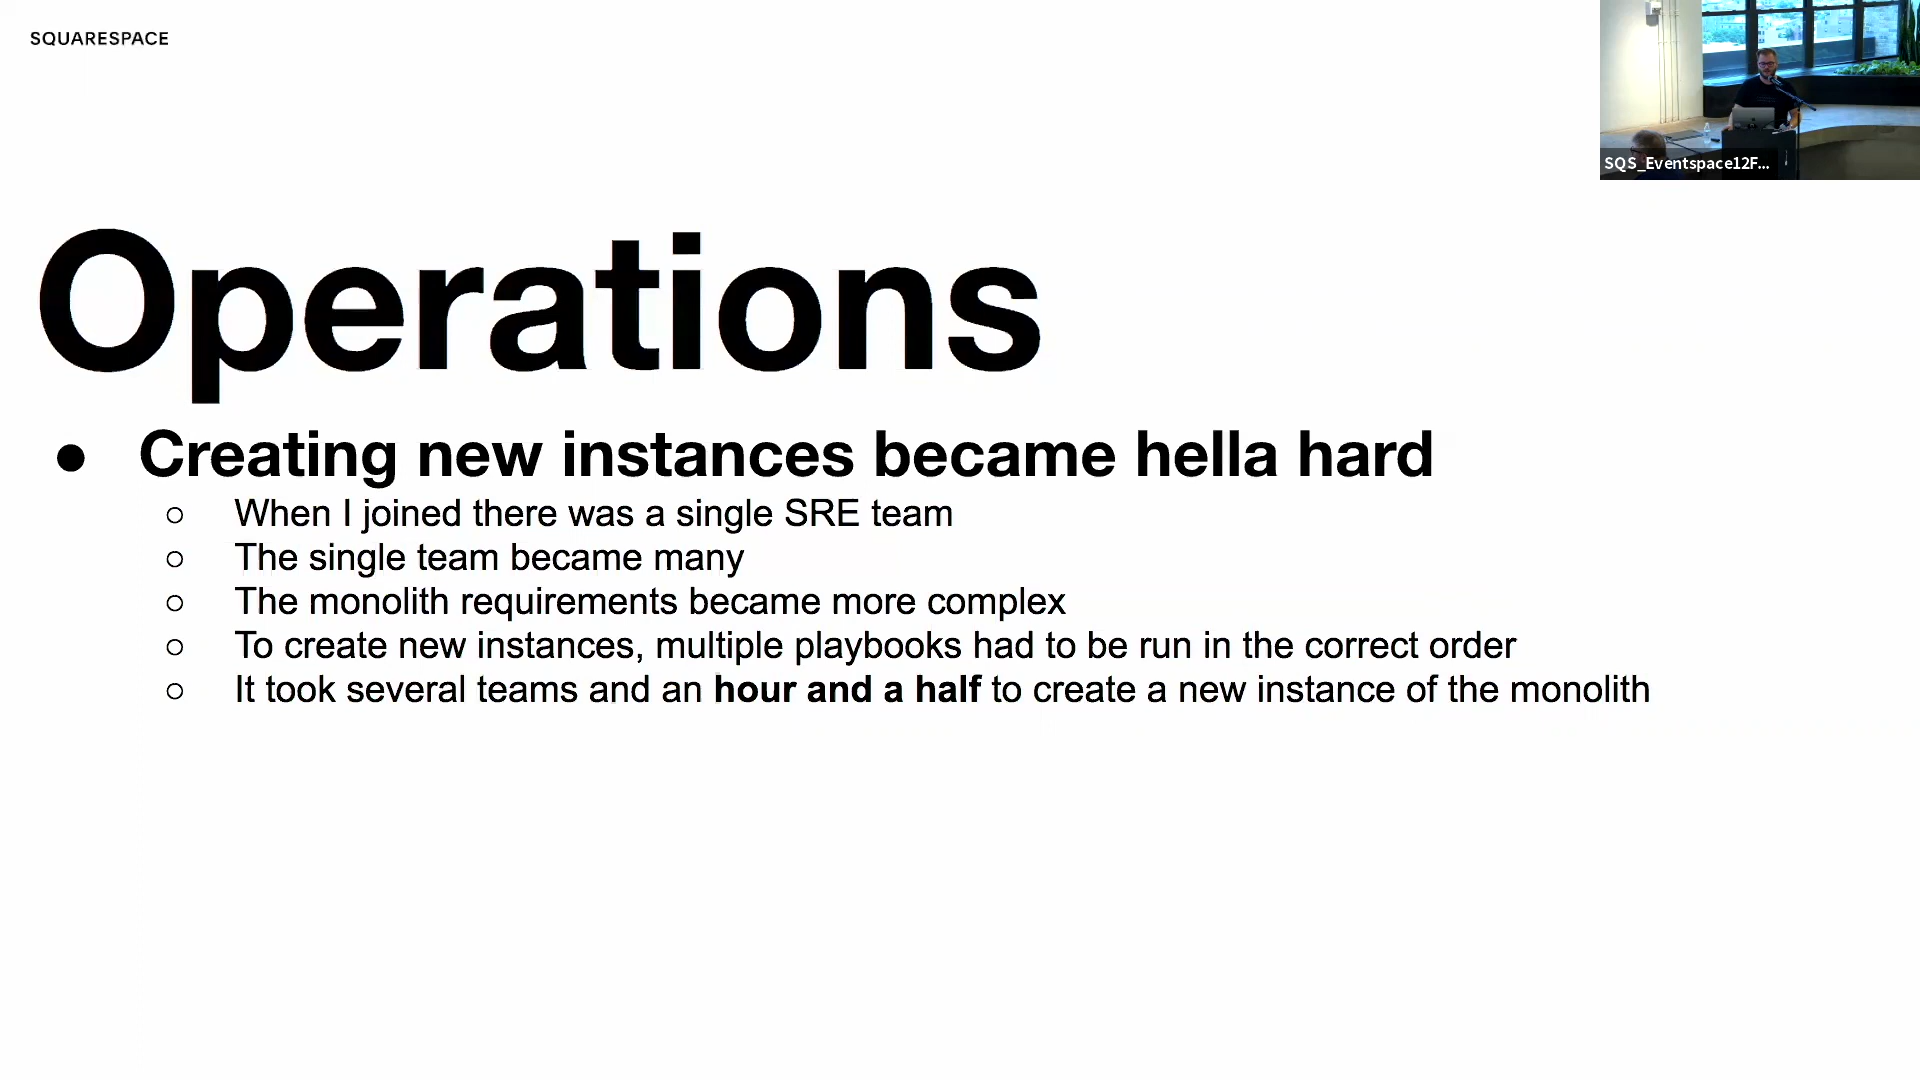 SQUARESPACE
SQS_Eventspace12F...
Operations
● Creating new instances became hella hard
○ When I joined there was a single SRE team
○ The single team became many
○ The monolith requirements became more complex
○ To create new instances, multiple playbooks had to be run in the correct order
○ It took several teams and an hour and a half to create a new instance of the monolith